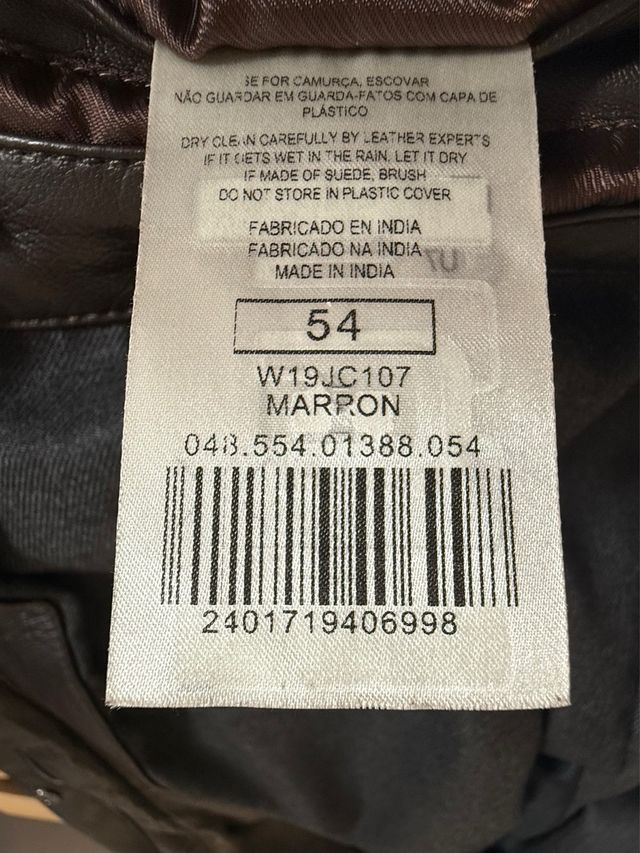 SE FOR CAMURÇA, ESCOVAR
NÃO GUARDAR EM GUARDA-FATOS COM CAPA DE
PLÁSTICO
DRY CLEAN CAREFULLY BY LEATHER EXPERTS
IF IT GETS WET IN THE RAIN, LET IT DRY
IF MADE OF SUEDE, BRUSH
DO NOT STORE IN PLASTIC COVER
FABRICADO EN INDIA
FABRICADO NA INDIA
MADE IN INDIA
54
W19JC107
MARRON
048.554.01388.054
2401719406998